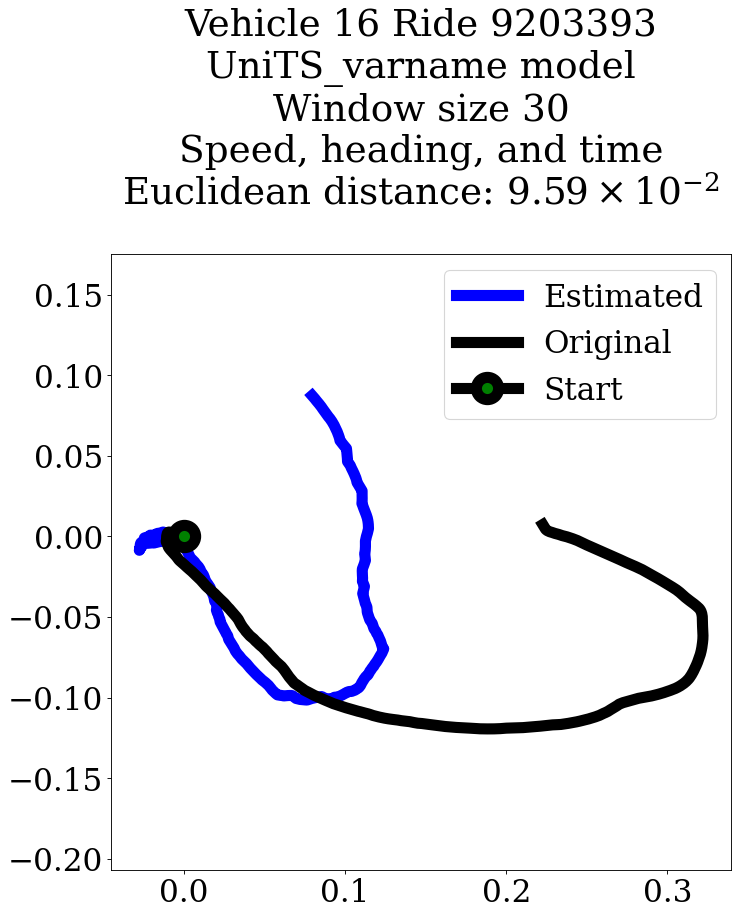 Vehicle 16 Ride 9203393
UniTS_varname model
Window size 30
Speed, heading, and time
Euclidean distance: 9.59 × 10⁻²
Estimated
Original
Start
0.15
0.10
0.05
0.00
−0.05
−0.10
−0.15
−0.20
0.0 0.1 0.2 0.3